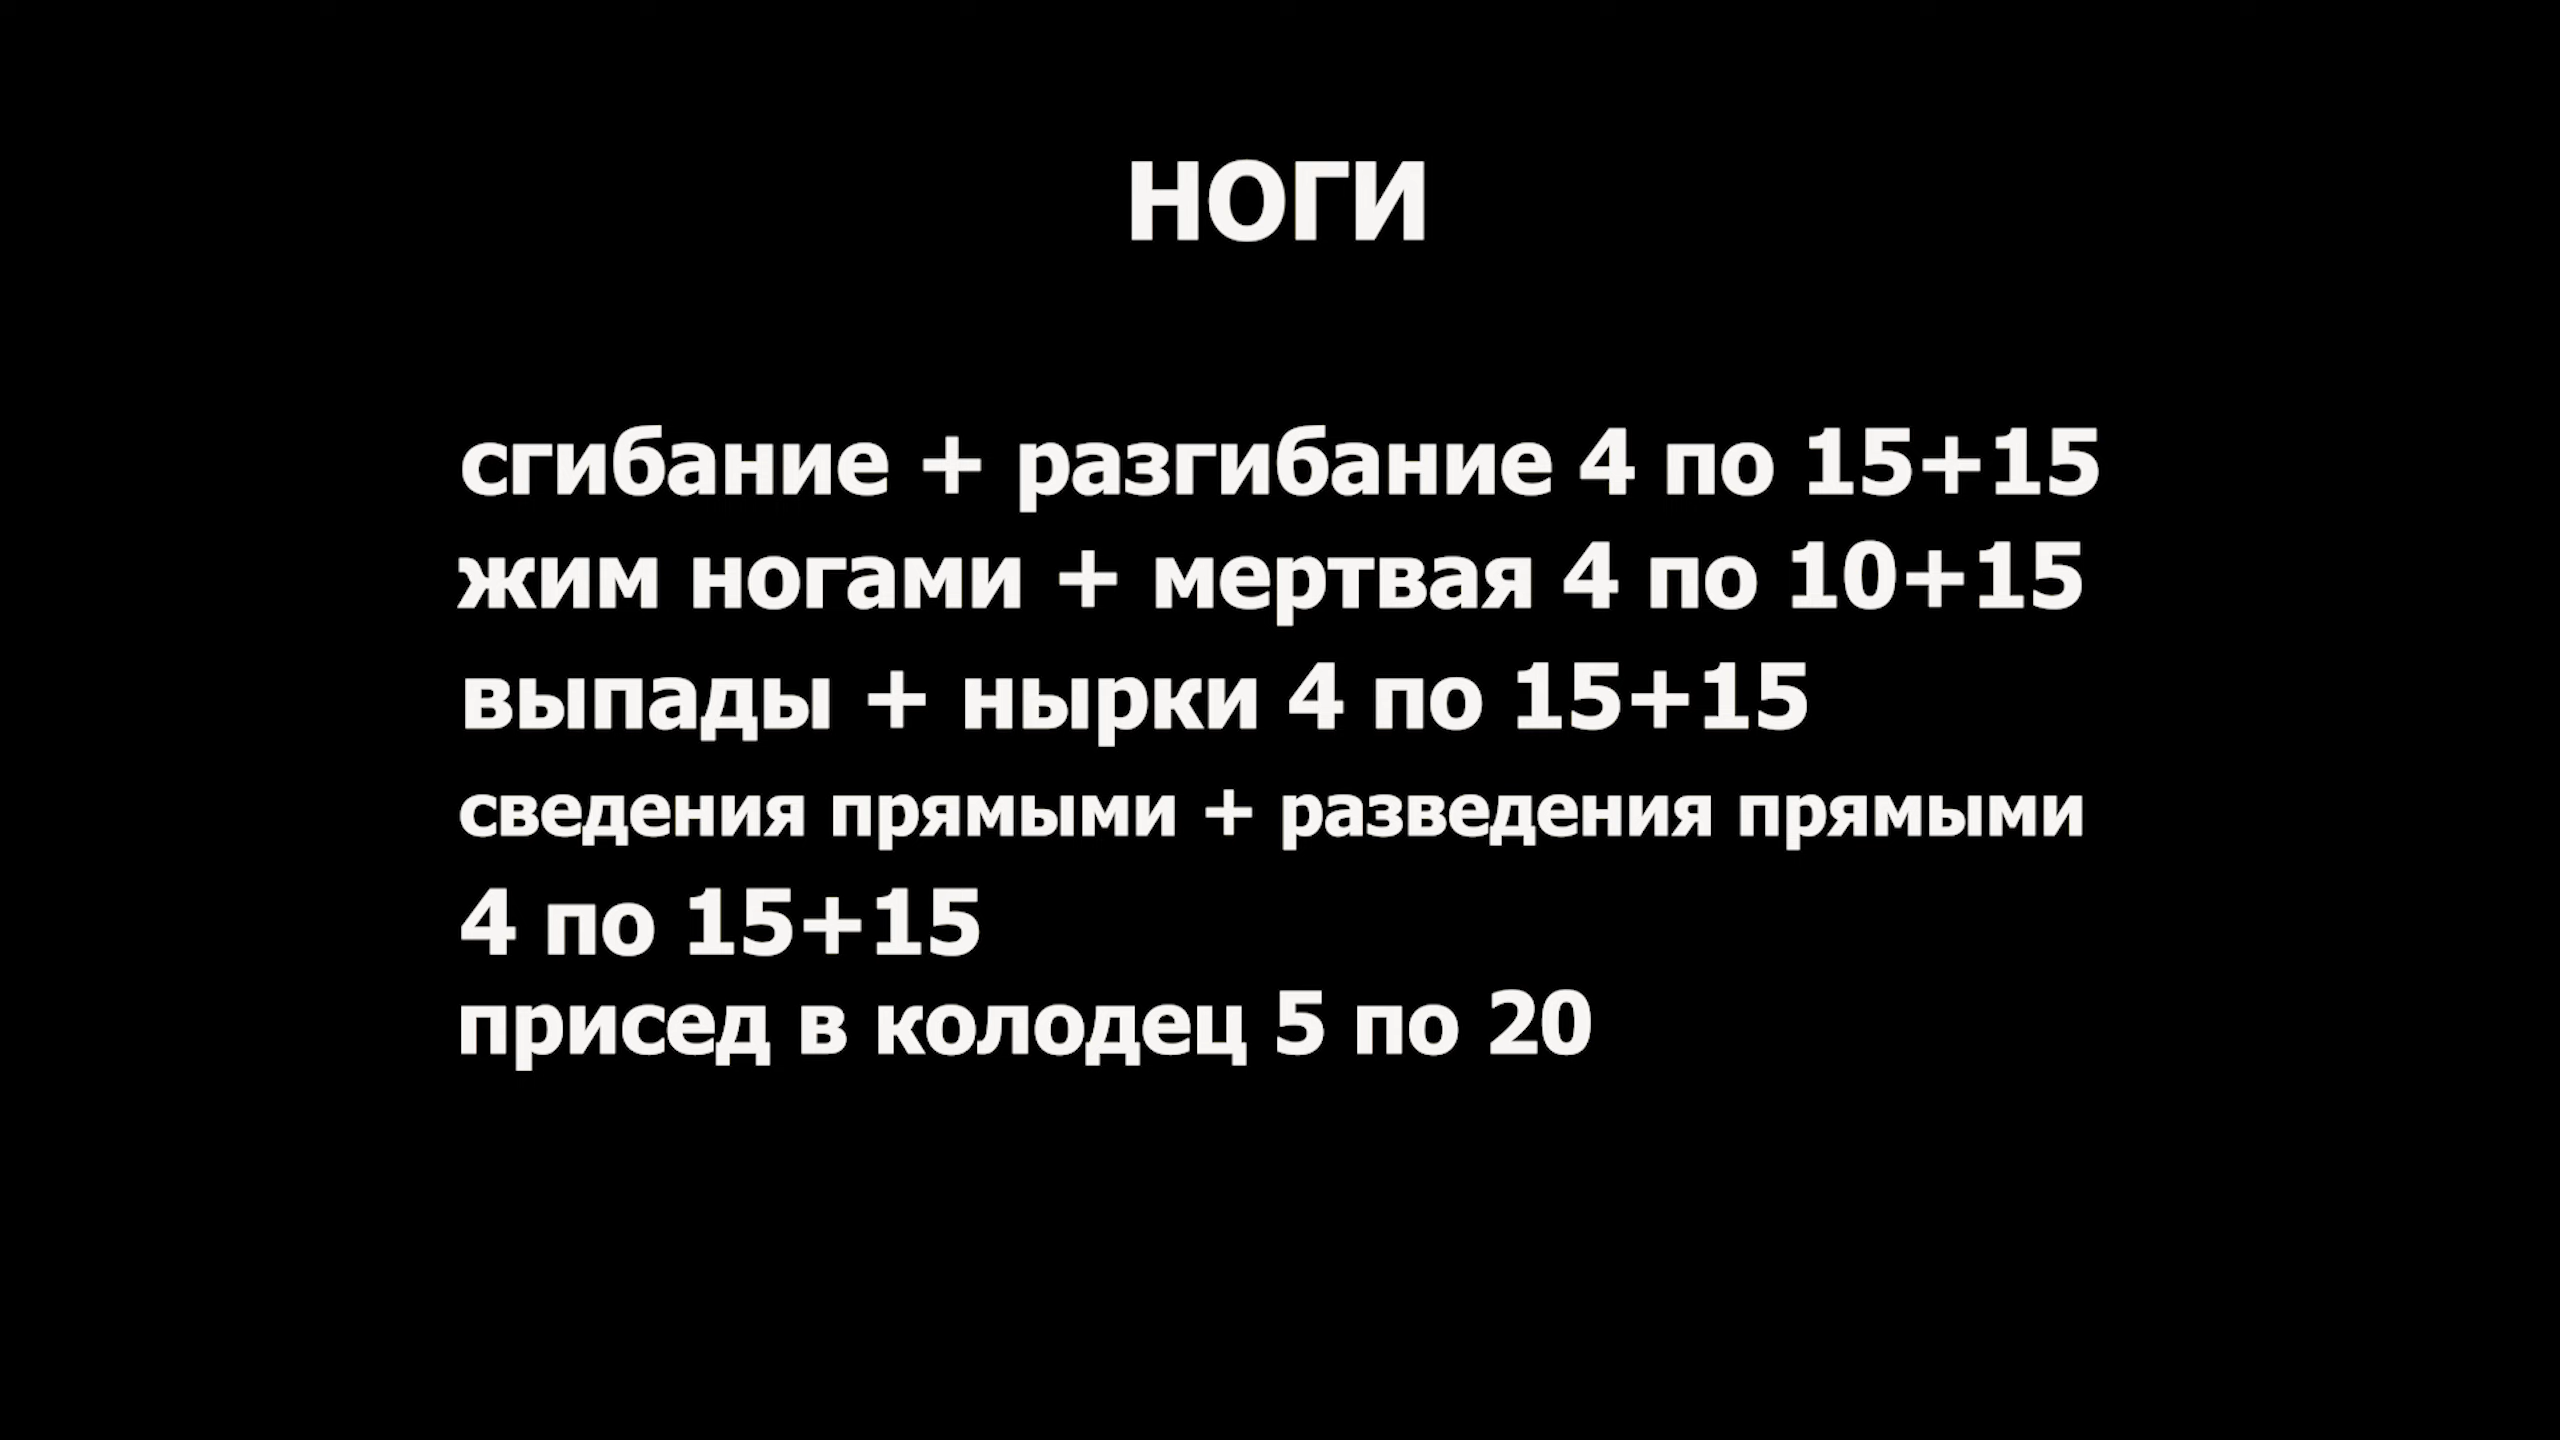 НОГИ
сгибание + разгибание 4 по 15+15
жим ногами + мертвая 4 по 10+15
выпады + нырки 4 по 15+15
сведения прямыми + разведения прямыми
4 по 15+15
присед в колодец 5 по 20